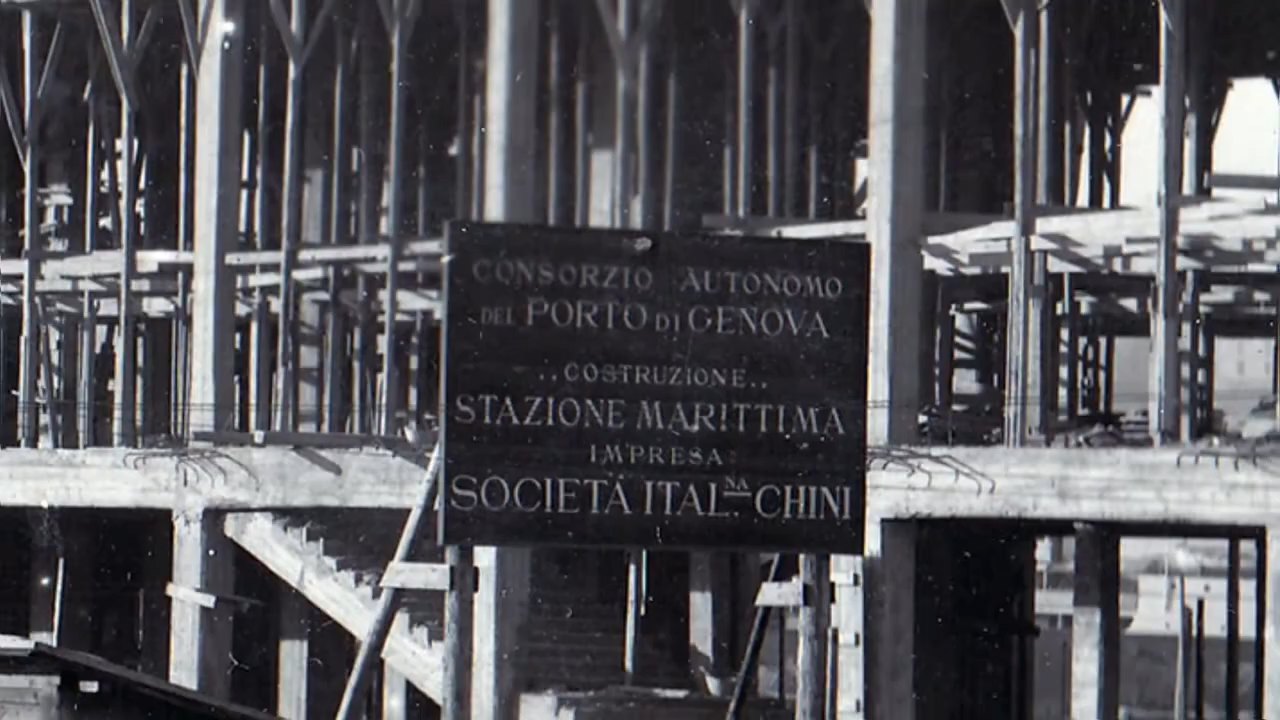 CONSORZIO AUTONOMO
DEL PORTO DI GENOVA
..COSTRUZIONE..
STAZIONE MARITTIMA
IMPRESA:
SOCIETÀ ITAL.NA CHINI